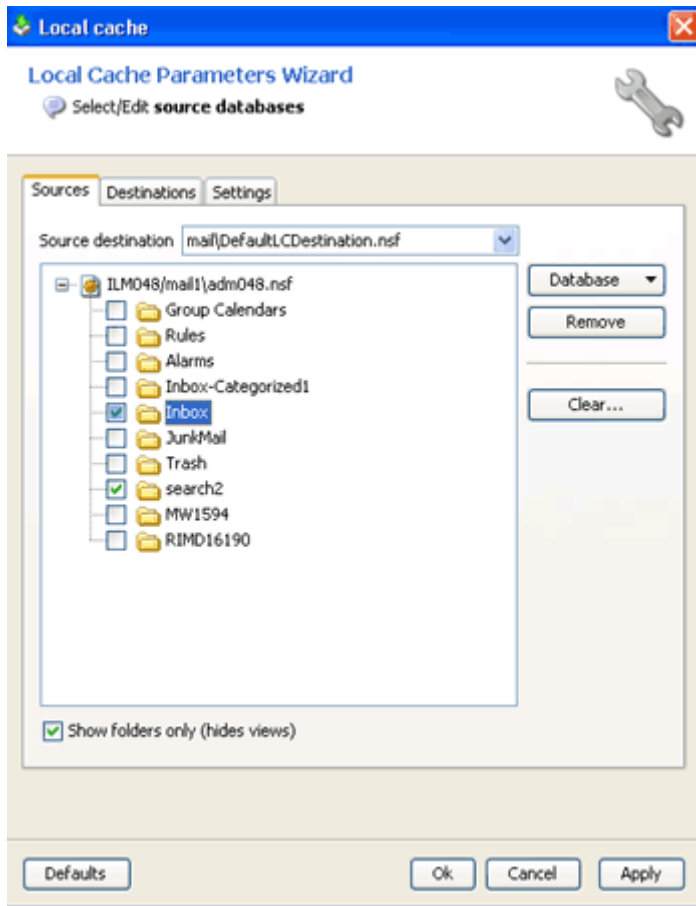 Local cache
Local Cache Parameters Wizard
Select/Edit source databases
Sources Destinations Settings
Source destination mail\DefaultLCDestination.nsf
ILM048/mail1\adm048.nsf
Database
Group Calendars
Remove
Rules
Alarms
Inbox-Categorized1
Inbox
Clear...
JunkMail
Trash
search2
MW1594
RIMD16190
Show folders only (hides views)
Defaults Ok Cancel Apply